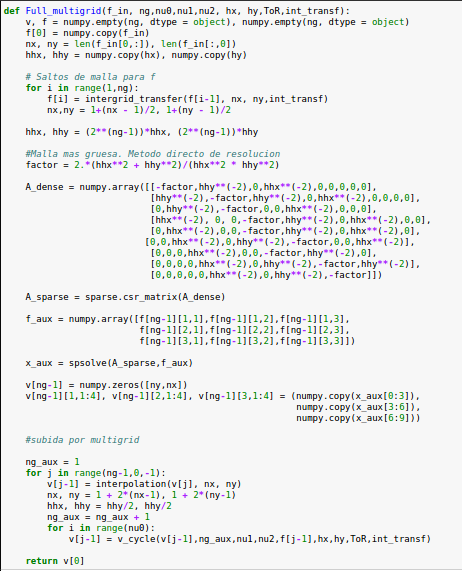 def Full_multigrid(f_in, ng,nu0,nu1,nu2, hx, hy,ToR,int_transf):
v, f = numpy.empty(ng, dtype = object), numpy.empty(ng, dtype = object)
f[0] = numpy.copy(f_in)
nx, ny = len(f_in[0,:]), len(f_in[:,0])
hhx, hhy = numpy.copy(hx), numpy.copy(hy)
# Saltos de malla para f
for i in range(1,ng):
f[i] = intergrid_transfer(f[i-1], nx, ny,int_transf)
nx,ny = 1+(nx - 1)/2, 1+(ny - 1)/2
hhx, hhy = (2**(ng-1))*hhx, (2**(ng-1))*hhy
#Malla mas gruesa. Metodo directo de resolucion
factor = 2.*(hhx**2 + hhy**2)/(hhx**2 * hhy**2)
A_dense = numpy.array([[-factor,hhy**(-2),0,hhx**(-2),0,0,0,0,0],
[hhy**(-2),-factor,hhy**(-2),0,hhx**(-2),0,0,0,0],
[0,hhy**(-2),-factor,0,0,hhx**(-2),0,0,0],
[hhx**(-2), 0, 0,-factor,hhy**(-2),0,hhx**(-2),0,0],
[0,hhx**(-2),0,0,-factor,hhy**(-2),0,hhx**(-2),0],
[0,0,hhx**(-2),0,hhy**(-2),-factor,0,0,hhx**(-2)],
[0,0,0,hhx**(-2),0,0,-factor,hhy**(-2),0],
[0,0,0,0,hhx**(-2),0,hhy**(-2),-factor,hhy**(-2)],
[0,0,0,0,0,hhx**(-2),0,hhy**(-2),-factor]])
A_sparse = sparse.csr_matrix(A_dense)
f_aux = numpy.array([f[ng-1][1,1],f[ng-1][1,2],f[ng-1][1,3],
f[ng-1][2,1],f[ng-1][2,2],f[ng-1][2,3],
f[ng-1][3,1],f[ng-1][3,2],f[ng-1][3,3]])
x_aux = spsolve(A_sparse,f_aux)
v[ng-1] = numpy.zeros([ny,nx])
v[ng-1][1,1:4], v[ng-1][2,1:4], v[ng-1][3,1:4] = (numpy.copy(x_aux[0:3]),
numpy.copy(x_aux[3:6]),
numpy.copy(x_aux[6:9]))
#subida por multigrid
ng_aux = 1
for j in range(ng-1,0,-1):
v[j-1] = interpolation(v[j], nx, ny)
nx, ny = 1 + 2*(nx-1), 1 + 2*(ny-1)
hhx, hhy = hhy/2, hhy/2
ng_aux = ng_aux + 1
for i in range(nu0):
v[j-1] = v_cycle(v[j-1],ng_aux,nu1,nu2,f[j-1],hx,hy,ToR,int_transf)
return v[0]